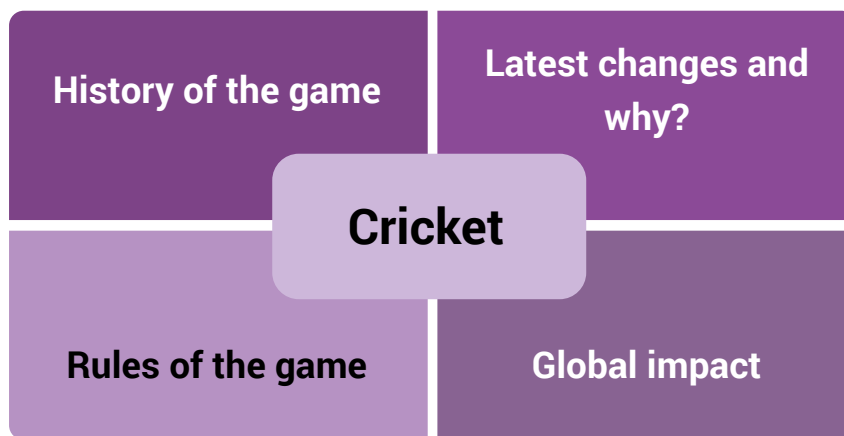 History of the game
Latest changes and
why?
Cricket
Rules of the game
Global impact